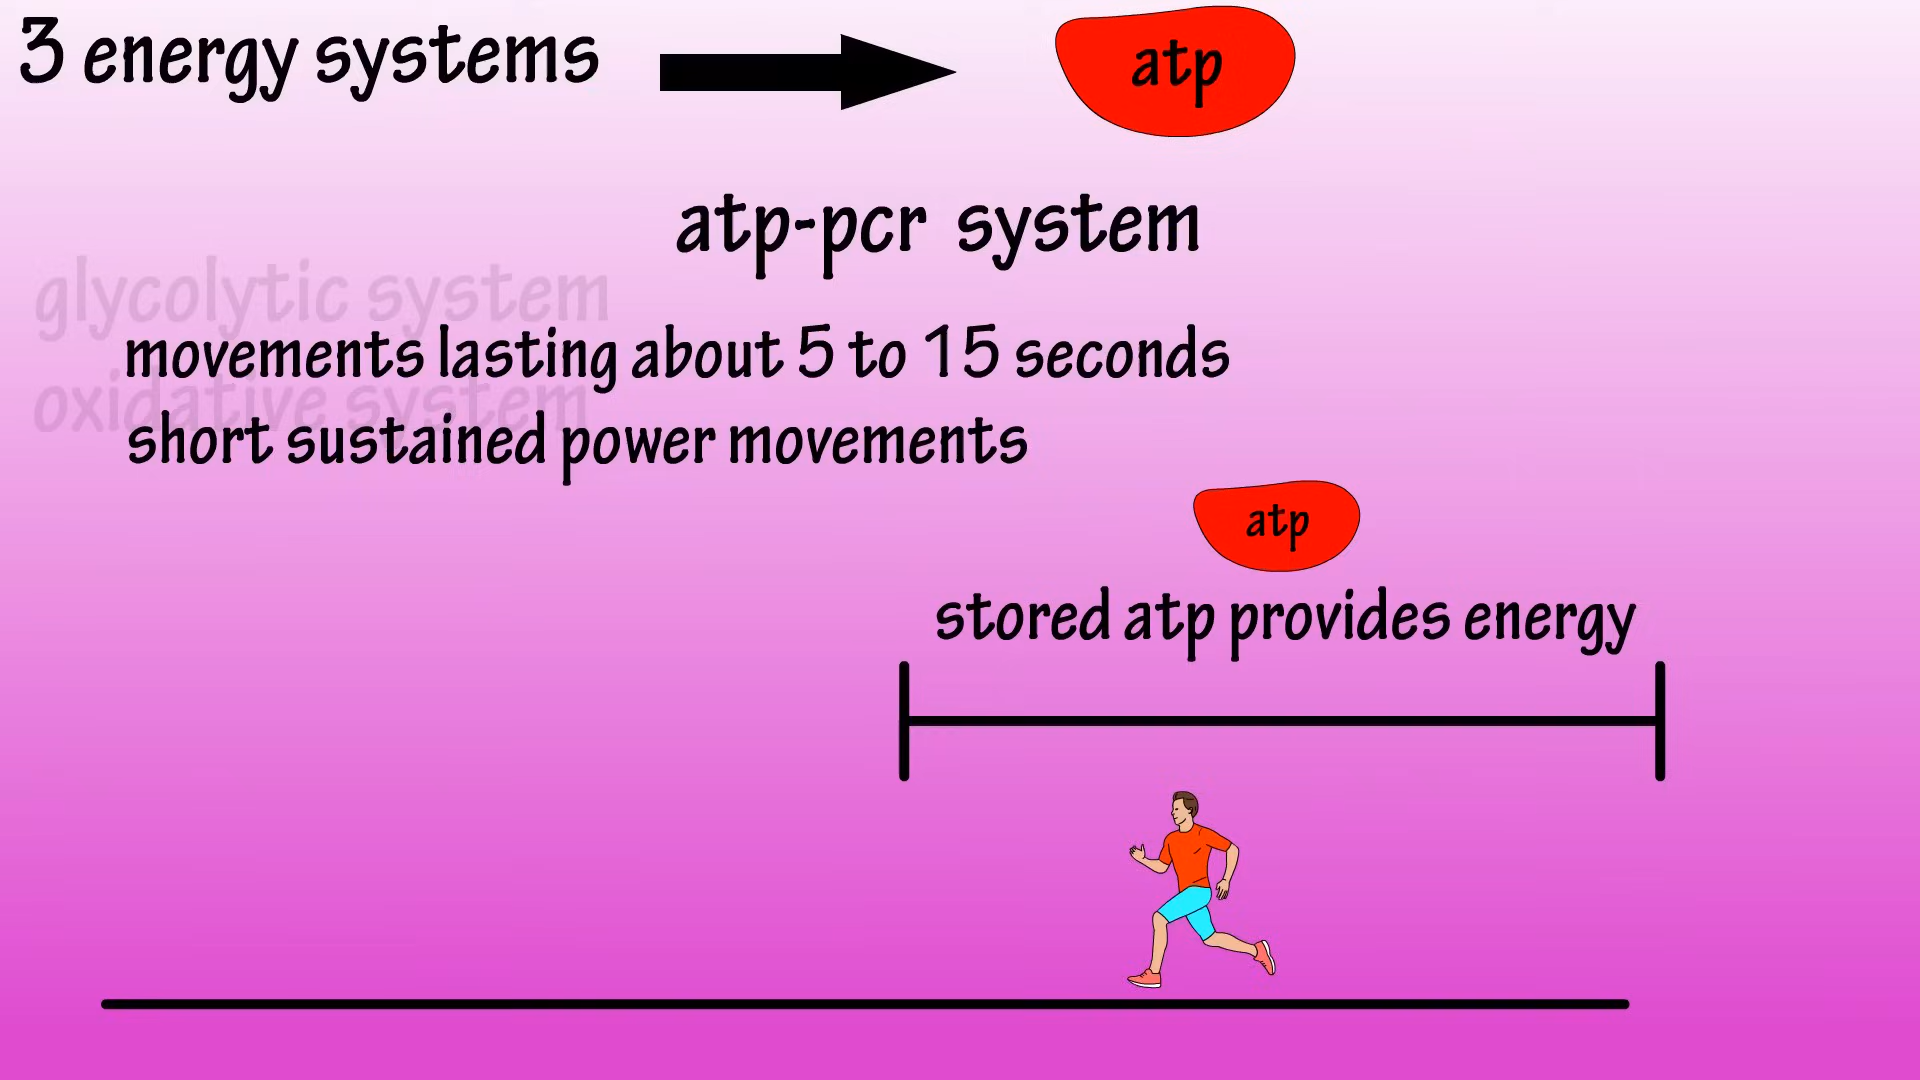 3 energy systems
atp
atp-pcr system
glycolytic system
movements lasting about 5 to 15 seconds
oxidative system
short sustained power movements
atp
stored atp provides energy